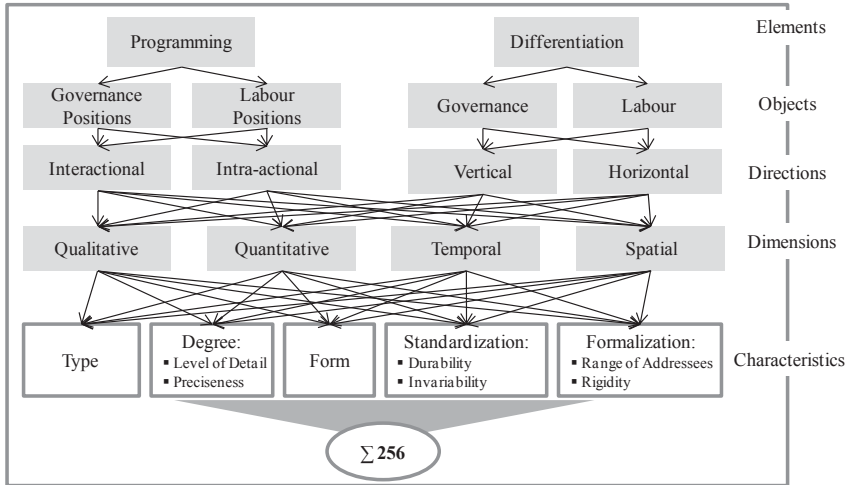 Programming
Differentiation
Elements
Governance
Positions
Labour
Positions
Governance
Labour
Objects
Interactional
Intra-actional
Vertical
Horizontal
Directions
Qualitative
Quantitative
Temporal
Spatial
Dimensions
Type
Degree:
▪ Level of Detail
▪ Preciseness
Form
Standardization:
▪ Durability
▪ Invariability
Formalization:
▪ Range of Addressees
▪ Rigidity
Characteristics
∑ 256